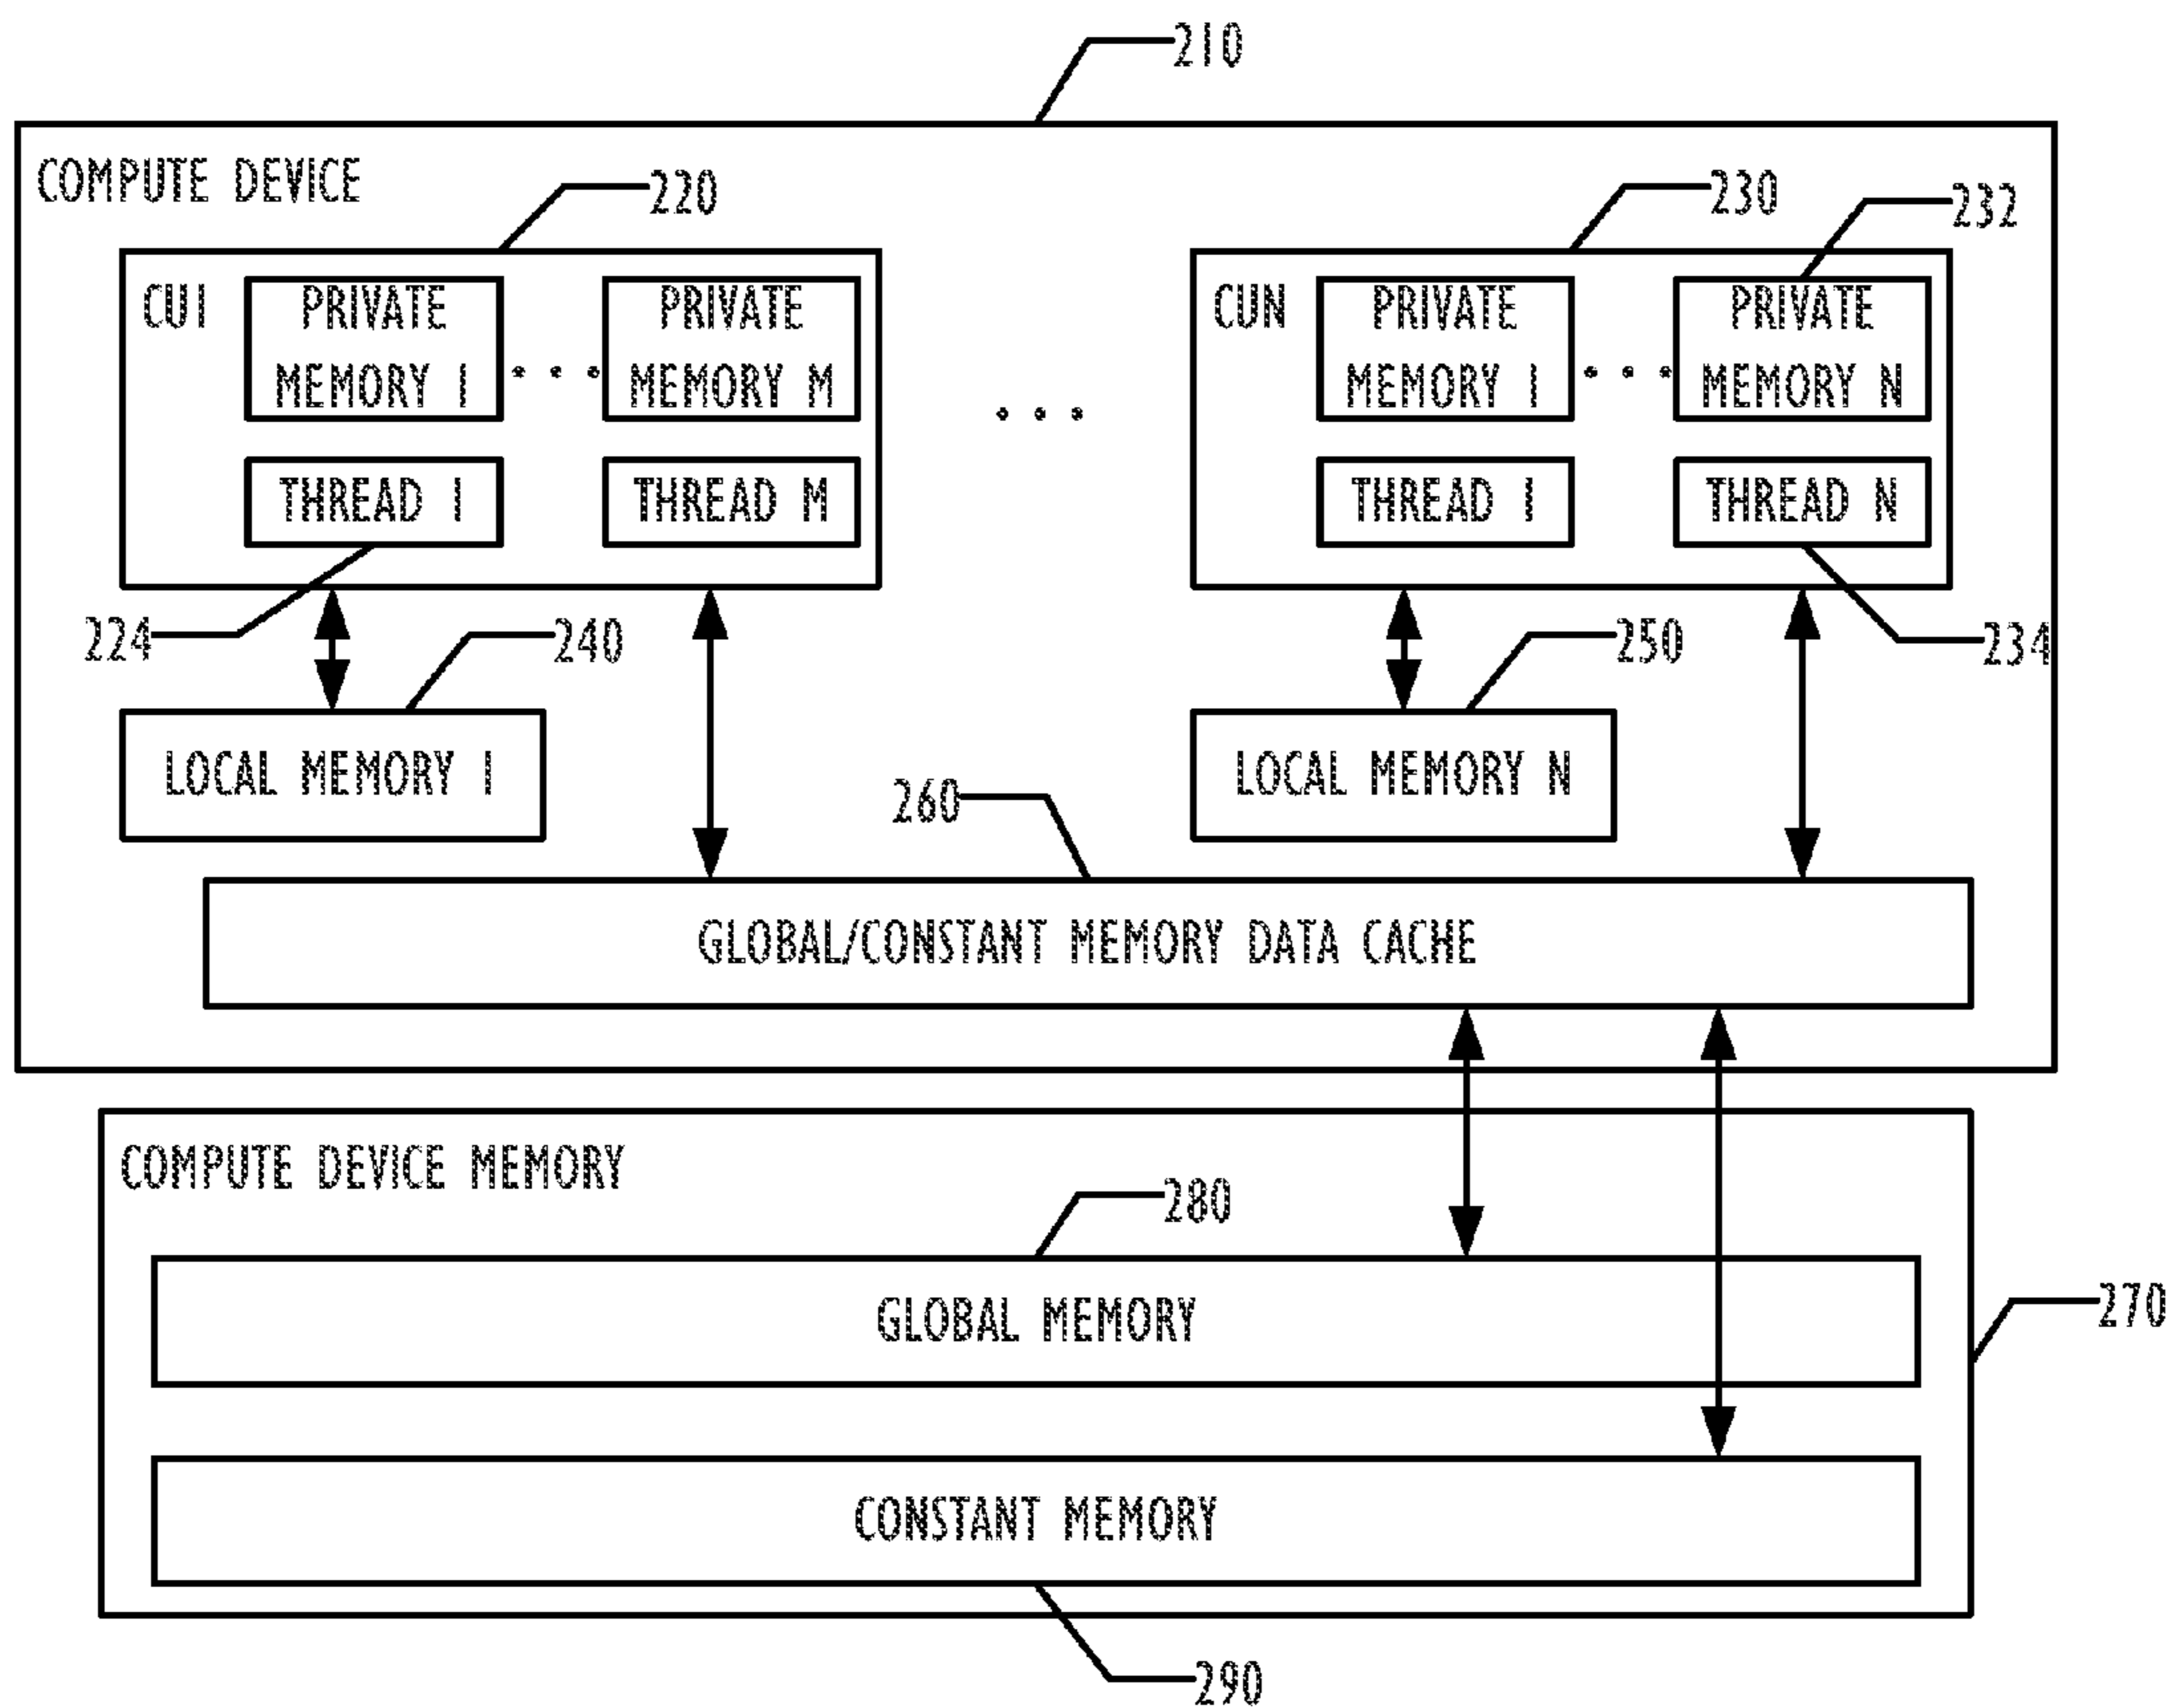 210
COMPUTE DEVICE
220
230
232
CU1
PRIVATE
MEMORY 1
. . .
PRIVATE
MEMORY M
THREAD 1
THREAD M
. . .
CUN
PRIVATE
MEMORY 1
. . .
PRIVATE
MEMORY N
THREAD 1
THREAD N
224
240
250
234
LOCAL MEMORY 1
LOCAL MEMORY N
260
GLOBAL/CONSTANT MEMORY DATA CACHE
COMPUTE DEVICE MEMORY
280
GLOBAL MEMORY
270
CONSTANT MEMORY
290